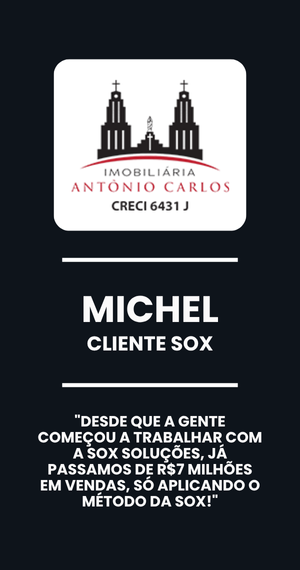 IMOBILIÁRIA
ANTÔNIO CARLOS
CRECI 6431 J
MICHEL
CLIENTE SOX
"DESDE QUE A GENTE
COMEÇOU A TRABALHAR COM
A SOX SOLUÇÕES, JÁ
PASSAMOS DE R$7 MILHÕES
EM VENDAS, SÓ APLICANDO O
MÉTODO DA SOX!"